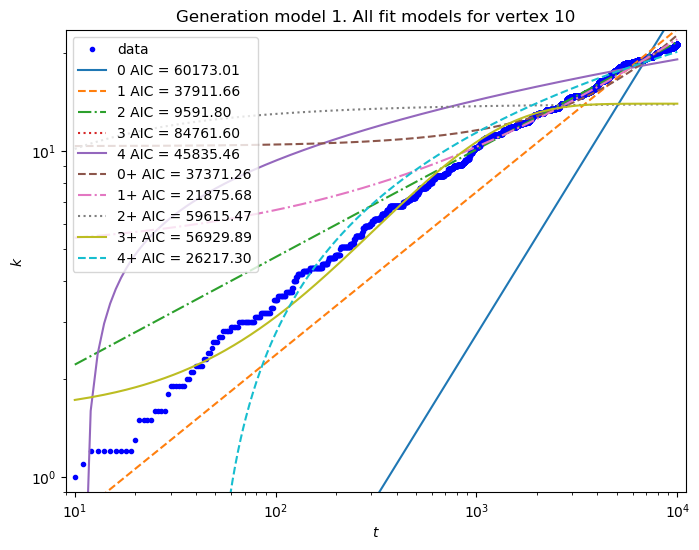 Generation model 1. All fit models for vertex 10
data
0 AIC = 60173.01
1 AIC = 37911.66
2 AIC = 9591.80
3 AIC = 84761.60
4 AIC = 45835.46
0+ AIC = 37371.26
1+ AIC = 21875.68
2+ AIC = 59615.47
3+ AIC = 56929.89
4+ AIC = 26217.30
k
10¹
10⁰
10¹
10²
10³
10⁴
t